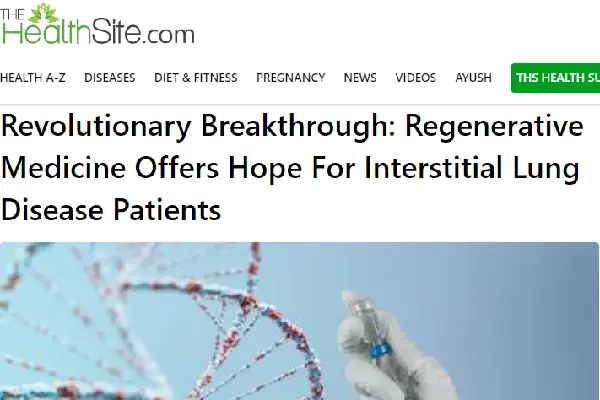 THE
HealthSite.com
HEALTH A-Z DISEASES DIET & FITNESS PREGNANCY NEWS VIDEOS AYUSH THS HEALTH SU
Revolutionary Breakthrough: Regenerative
Medicine Offers Hope For Interstitial Lung
Disease Patients